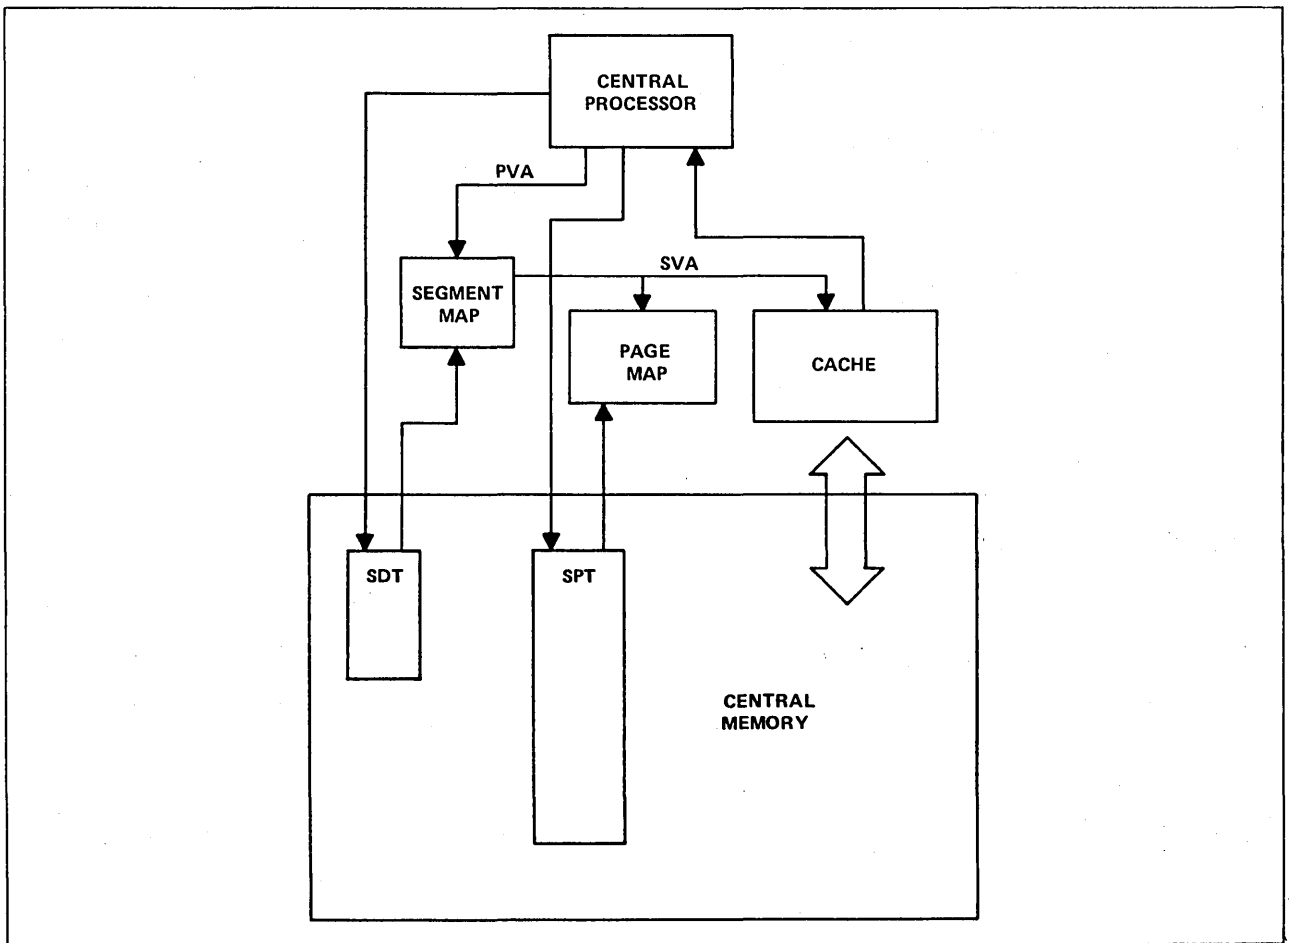 CENTRAL
PROCESSOR
PVA
SVA
SEGMENT
MAP
PAGE
MAP
CACHE
SDT
SPT
CENTRAL
MEMORY